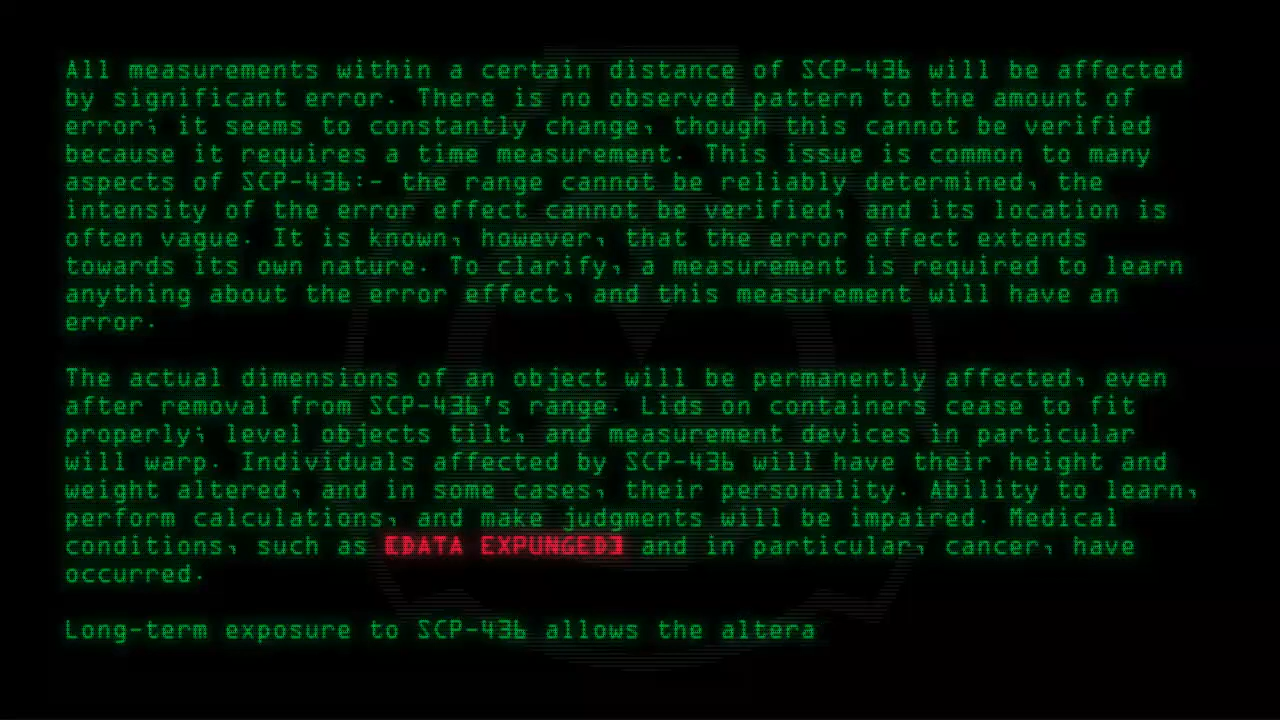 All measurements within a certain distance of SCP-436 will be affected
by significant error. There is no observed pattern to the amount of
error; it seems to constantly change, though this cannot be verified
because it requires a time measurement. This issue is common to many
aspects of SCP-436:- the range cannot be reliably determined, the
intensity of the error effect cannot be verified, and its location is
often vague. It is known, however, that the error effect extends
towards its own nature. To clarify, a measurement is required to learn
anything about the error effect, and this measurement will have an
error.
The actual dimensions of an object will be permanently affected, even
after removal from SCP-436's range. Lids on containers cease to fit
properly; level objects tilt, and measurement devices in particular
will warp. Individuals affected by SCP-436 will have their height and
weight altered, and in some cases, their personality. Ability to learn,
perform calculations, and make judgments will be impaired. Medical
conditions, such as [DATA EXPUNGED] and in particular, cancer, have
occurred.
Long-term exposure to SCP-436 allows the altera